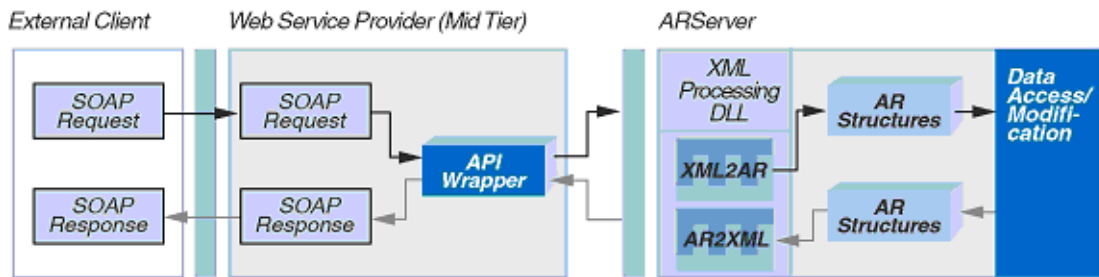 External Client
Web Service Provider (Mid Tier)
ARServer
SOAP
Request
SOAP
Request
API
Wrapper
SOAP
Response
SOAP
Response
XML
Processing
DLL
XML2AR
AR2XML
AR
Structures
AR
Structures
Data
Access/
Modifi-
cation